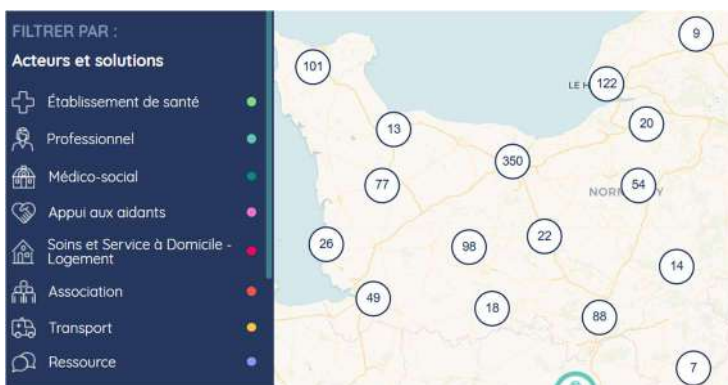 FILTRER PAR :
Acteurs et solutions
Établissement de santé
Professionnel
Médico-social
Appui aux aidants
Soins et Service à Domicile -
Logement
Association
Transport
Ressource
9
101
LE H
122
13
20
350
77
54
26
98
22
14
49
18
88
7